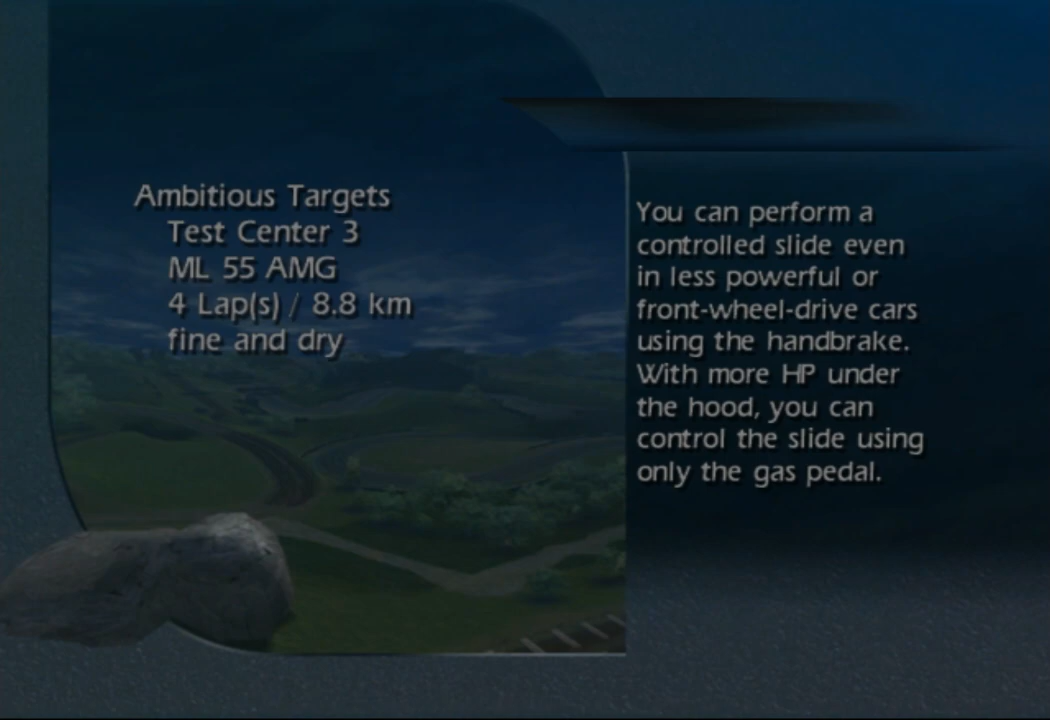 Ambitious Targets
Test Center 3
ML 55 AMG
4 Lap(s) / 8.8 km
fine and dry
You can perform a
controlled slide even
in less powerful or
front-wheel-drive cars
using the handbrake.
With more HP under
the hood, you can
control the slide using
only the gas pedal.